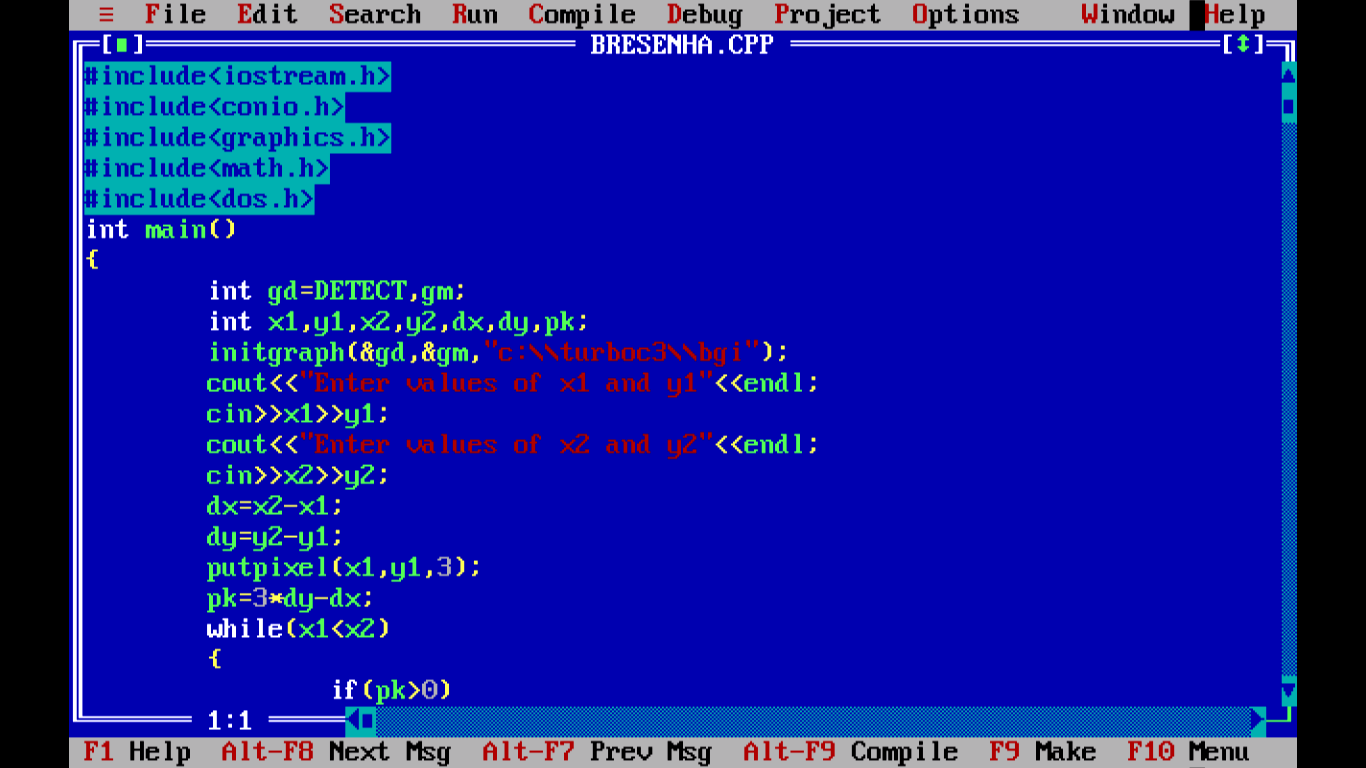 ≡ File Edit Search Run Compile Debug Project Options Window Help
[■] BRESENHA.CPP [↕]
#include<iostream.h>
#include<conio.h>
#include<graphics.h>
#include<math.h>
#include<dos.h>
int main()
{
int gd=DETECT,gm;
int x1,y1,x2,y2,dx,dy,pk;
initgraph(&gd,&gm,"c:\\turboc3\\bgi");
cout<<"Enter values of x1 and y1"<<endl;
cin>>x1>>y1;
cout<<"Enter values of x2 and y2"<<endl;
cin>>x2>>y2;
dx=x2-x1;
dy=y2-y1;
putpixel(x1,y1,3);
pk=3*dy-dx;
while(x1<x2)
{
if(pk>0)
1:1
F1 Help Alt-F8 Next Msg Alt-F7 Prev Msg Alt-F9 Compile F9 Make F10 Menu